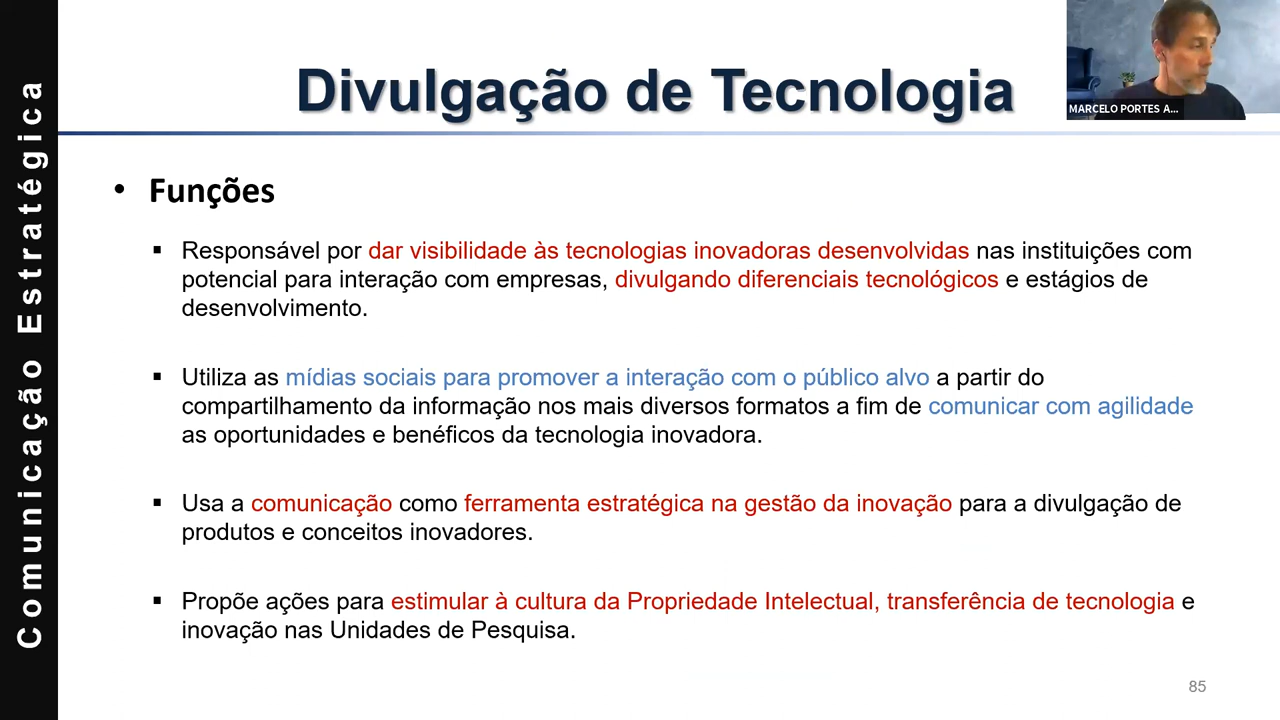 Comunicação Estratégica
Divulgação de Tecnologia
MARCELO PORTES A...
• Funções
▪ Responsável por dar visibilidade às tecnologias inovadoras desenvolvidas nas instituições com
potencial para interação com empresas, divulgando diferenciais tecnológicos e estágios de
desenvolvimento.
▪ Utiliza as mídias sociais para promover a interação com o público alvo a partir do
compartilhamento da informação nos mais diversos formatos a fim de comunicar com agilidade
as oportunidades e benéficos da tecnologia inovadora.
▪ Usa a comunicação como ferramenta estratégica na gestão da inovação para a divulgação de
produtos e conceitos inovadores.
▪ Propõe ações para estimular à cultura da Propriedade Intelectual, transferência de tecnologia e
inovação nas Unidades de Pesquisa.
85